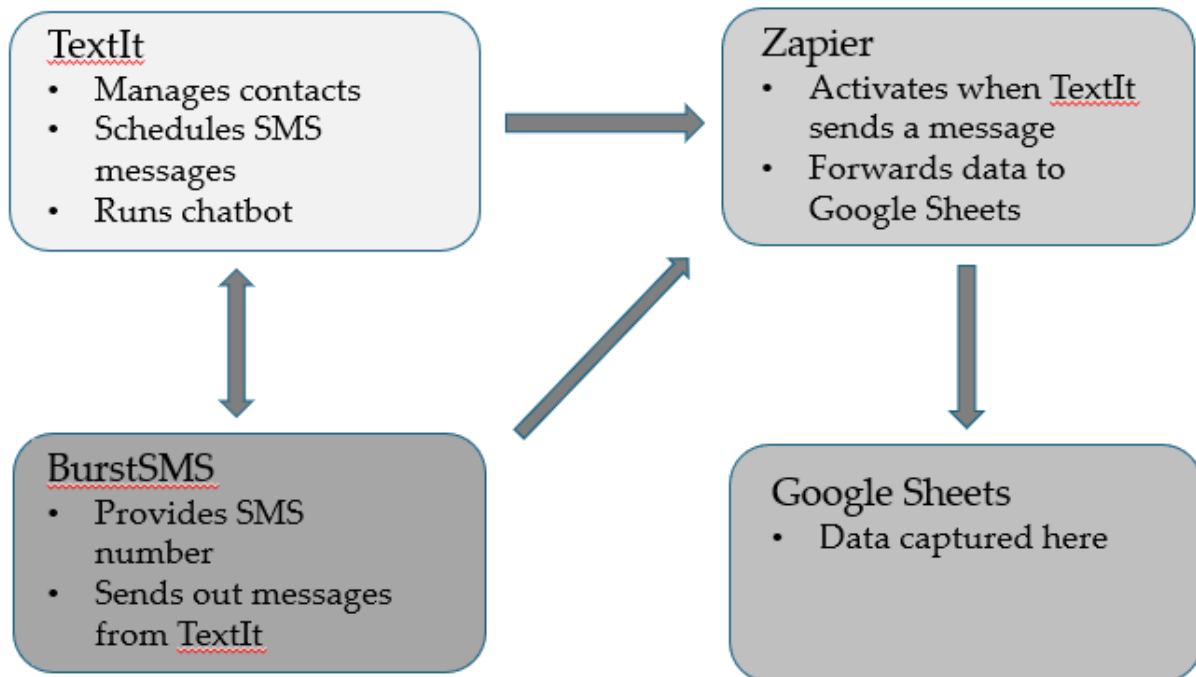 TextIt
• Manages contacts
• Schedules SMS
messages
• Runs chatbot
Zapier
• Activates when TextIt
sends a message
• Forwards data to
Google Sheets
BurstSMS
• Provides SMS
number
• Sends out messages
from TextIt
Google Sheets
• Data captured here